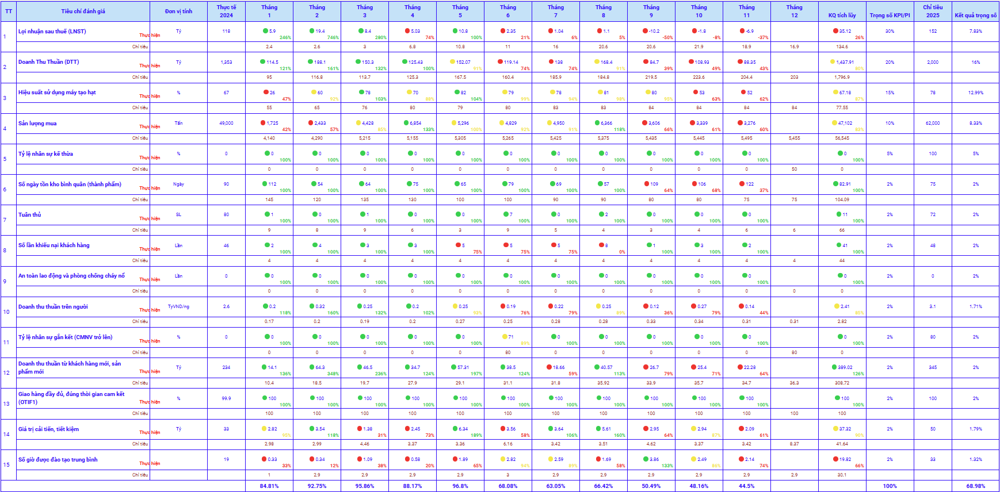 TT Tiêu chí đánh giá Đơn vị tính Thực tế 2024 Tháng 1 Tháng 2 Tháng 3 Tháng 4 Tháng 5 Tháng 6 Tháng 7 Tháng 8 Tháng 9 Tháng 10 Tháng 11 Tháng 12 KQ tích lũy Trọng số KPI/PI Chỉ tiêu 2025 Kết quả trọng số
1 Lợi nhuận sau thuế (LNST) Thực hiện Tỷ 118 5.9 246% 19.4 746% 8.4 280% 5.03 74% 10.8 100% 2.35 21% 1.04 6% 1.1 5% -10.2 -50% -1.8 -8% -6.9 -37% 35.12 26% 30% 152 7.83%
Chỉ tiêu 2.4 2.6 3 6.8 10.8 11 16 20.6 20.6 21.9 18.9 16.9 134.6
2 Doanh Thu Thuần (DTT) Thực hiện Tỷ 1,353 114.5 121% 188.1 161% 150.3 132% 125.43 100% 152.07 91% 119.14 74% 138 74% 168.4 91% 84.7 39% 108.93 49% 88.35 43% 1,437.91 80% 20% 2,000 16%
Chỉ tiêu 95 116.8 113.7 125.3 167.5 160.4 185.9 184.8 219.5 223.6 204.4 203 1,796.9
3 Hiệu suất sử dụng máy tạo hạt Thực hiện % 67 26 47% 60 92% 78 103% 70 88% 82 104% 79 99% 78 94% 81 98% 80 95% 53 63% 52 62% 67.18 87% 15% 78 12.99%
Chỉ tiêu 55 65 76 80 79 80 83 83 84 84 84 84 77.55
4 Sản lượng mua Thực hiện Tấn 49,000 1,725 42% 2,433 57% 4,428 85% 6,854 133% 5,296 100% 4,829 92% 4,950 91% 6,366 118% 3,606 66% 3,339 61% 3,276 60% 47,102 83% 10% 62,000 8.33%
Chỉ tiêu 4,140 4,290 5,215 5,155 5,305 5,265 5,425 5,375 5,435 5,445 5,495 5,455 56,545
5 Tỷ lệ nhân sự kế thừa Thực hiện % 0 0 100% 0 100% 0 100% 0 100% 0 100% 0 100% 0 100% 0 100% 0 100% 0 100% 0 100% 0 100% 5% 100 5%
Chỉ tiêu 0 0 0 0 0 0 0 0 0 0 0 50 0
6 Số ngày tồn kho bình quân (thành phẩm) Thực hiện Ngày 90 112 100% 54 100% 64 100% 75 100% 65 100% 79 100% 69 100% 57 100% 109 64% 106 68% 122 37% 82.91 100% 2% 75 2%
Chỉ tiêu 145 120 135 130 100 100 90 90 80 80 75 75 104.09
7 Tuân thủ Thực hiện SL 80 1 100% 0 100% 1 100% 0 100% 0 100% 7 100% 0 100% 2 100% 0 100% 0 100% 0 100% 11 100% 2% 72 2%
Chỉ tiêu 9 8 9 6 3 9 5 4 3 4 6 6 66
8 Số lần khiếu nại khách hàng Thực hiện Lần 46 2 100% 4 100% 3 100% 3 100% 5 75% 5 75% 5 75% 8 0% 1 100% 3 100% 2 100% 41 100% 2% 48 2%
Chỉ tiêu 4 4 4 4 4 4 4 4 4 4 4 4 44
9 An toàn lao động và phòng chống cháy nổ Thực hiện Lần 0 0 100% 0 100% 0 100% 0 100% 0 100% 0 100% 0 100% 0 100% 0 100% 0 100% 0 100% 0 100% 2% 0 2%
Chỉ tiêu 0 0 0 0 0 0 0 0 0 0 0 0
10 Doanh thu thuần trên người Thực hiện TyVND/ng 2.6 0.2 118% 0.32 160% 0.25 132% 0.2 102% 0.25 93% 0.19 76% 0.22 79% 0.25 89% 0.12 36% 0.27 79% 0.14 44% 2.41 85% 2% 3.1 1.71%
Chỉ tiêu 0.17 0.2 0.19 0.2 0.27 0.25 0.28 0.28 0.33 0.34 0.31 0.31 2.82
11 Tỷ lệ nhân sự gắn kết (CMNV trở lên) Thực hiện % 0 0 100% 0 100% 0 100% 0 100% 0 100% 71 89% 0 100% 0 100% 0 100% 0 100% 0 100% 0 100% 2% 80 2%
Chỉ tiêu 0 0 0 0 0 80 0 0 0 0 0 80 0
12 Doanh thu thuần từ khách hàng mới, sản phẩm mới Thực hiện Tỷ 234 14.1 136% 64.3 348% 46.5 236% 34.7 124% 57.31 197% 38.5 124% 18.66 59% 40.57 113% 26.7 79% 25.4 71% 22.28 64% 389.02 126% 2% 345 2%
Chỉ tiêu 10.4 18.5 19.7 27.9 29.1 31.1 31.8 35.92 33.9 35.7 34.7 36.3 308.72
13 Giao hàng đầy đủ, đúng thời gian cam kết (OTIF1) Thực hiện % 99.9 100 100% 100 100% 100 100% 100 100% 100 100% 100 100% 100 100% 100 100% 100 100% 100 100% 100 100% 100 100% 2% 100 2%
Chỉ tiêu 100 100 100 100 100 100 100 100 100 100 100 100 100
14 Giá trị cải tiến, tiết kiệm Thực hiện Tỷ 33 2.82 95% 3.54 118% 1.38 31% 2.45 73% 6.34 189% 3.56 58% 3.64 106% 5.61 160% 2.95 64% 2.94 87% 2.09 61% 37.32 90% 2% 50 1.79%
Chỉ tiêu 2.98 2.99 4.46 3.37 3.36 6.16 3.42 3.51 4.62 3.37 3.42 8.37 41.64
15 Số giờ được đào tạo trung bình Thực hiện 19 0.33 33% 0.34 12% 1.09 38% 0.58 20% 1.89 65% 2.82 94% 2.59 89% 1.69 58% 3.86 133% 2.49 86% 2.14 74% 19.82 66% 2% 33 1.32%
Chỉ tiêu 1 2.9 2.9 2.9 2.9 3 2.9 2.9 2.9 2.9 2.9 2.9 30.1
84.81% 92.75% 95.86% 88.17% 96.8% 68.08% 63.05% 66.42% 50.49% 48.16% 44.5% 100% 68.98%